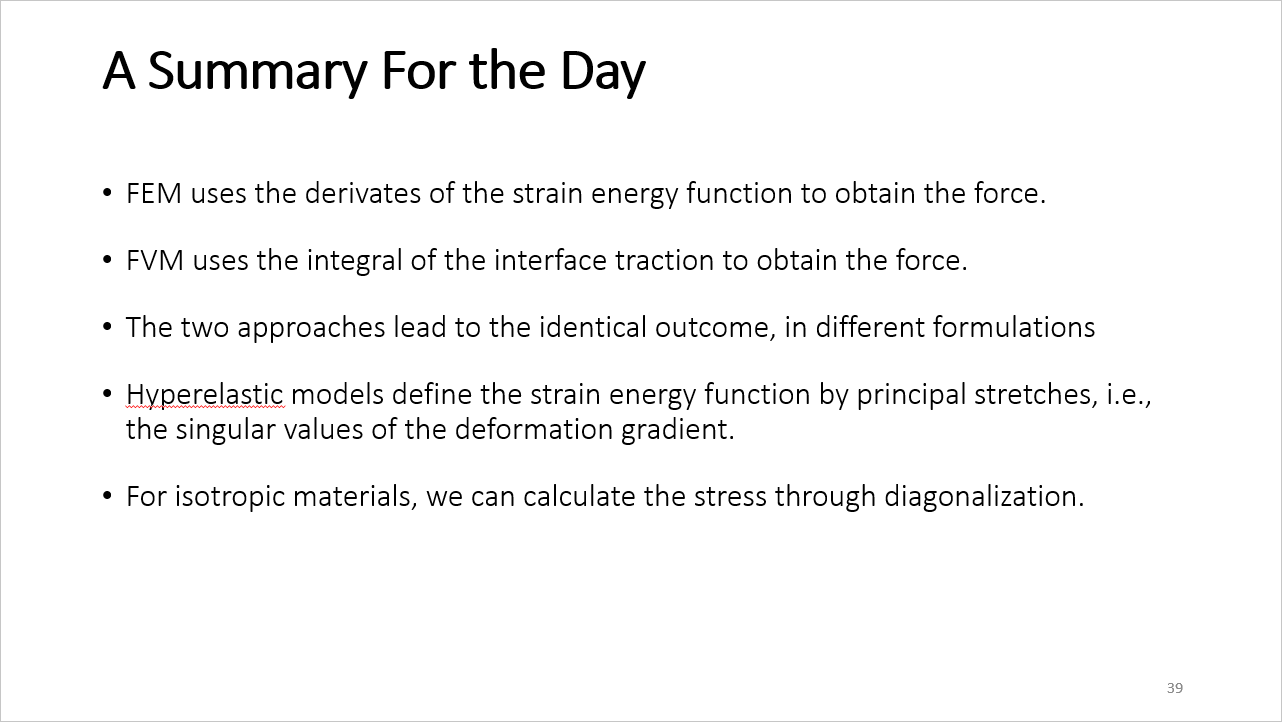 A Summary For the Day
• FEM uses the derivates of the strain energy function to obtain the force.
• FVM uses the integral of the interface traction to obtain the force.
• The two approaches lead to the identical outcome, in different formulations
• Hyperelastic models define the strain energy function by principal stretches, i.e.,
the singular values of the deformation gradient.
• For isotropic materials, we can calculate the stress through diagonalization.
39